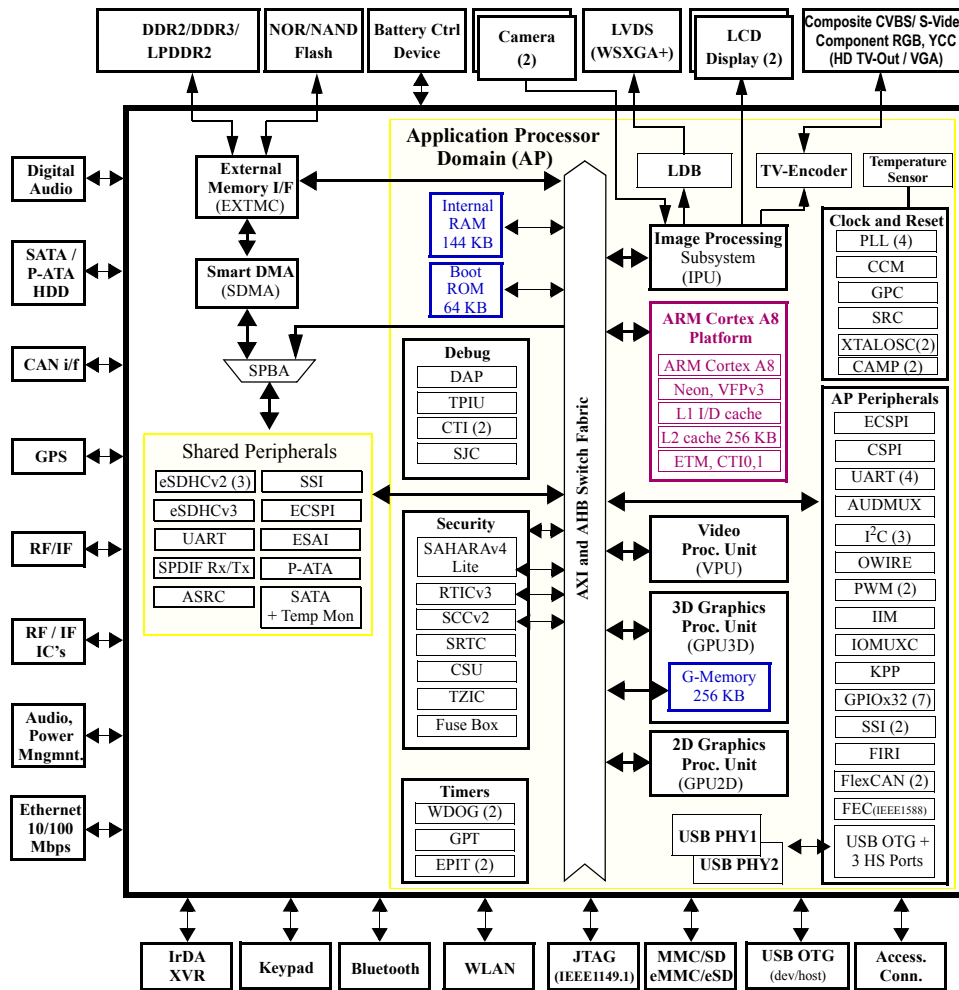 DDR2/DDR3/
LPDDR2
NOR/NAND
Flash
Battery Ctrl
Device
Camera
(2)
LVDS
(WSXGA+)
LCD
Display (2)
Composite CVBS/ S-Video
Component RGB, YCC
(HD TV-Out / VGA)
Digital
Audio
SATA /
P-ATA
HDD
CAN i/f
GPS
RF/IF
RF / IF
IC's
Audio,
Power
Mngmnt.
Ethernet
10/100
Mbps
External
Memory I/F
(EXTMC)
Smart DMA
(SDMA)
SPBA
Shared Peripherals
eSDHCv2 (3)
SSI
eSDHCv3
ECSPI
UART
ESAI
SPDIF Rx/Tx
P-ATA
ASRC
SATA
+ Temp Mon
Application Processor
Domain (AP)
Internal
RAM
144 KB
Boot
ROM
64 KB
Debug
DAP
TPIU
CTI (2)
SJC
Security
SAHARAv4
Lite
RTICv3
SCCv2
SRTC
CSU
TZIC
Fuse Box
Timers
WDOG (2)
GPT
EPIT (2)
AXI and AHB Switch Fabric
LDB
TV-Encoder
Image Processing
Subsystem
(IPU)
ARM Cortex A8
Platform
ARM Cortex A8
Neon, VFPv3
L1 I/D cache
L2 cache 256 KB
ETM, CTI0,1
Video
Proc. Unit
(VPU)
3D Graphics
Proc. Unit
(GPU3D)
G-Memory
256 KB
2D Graphics
Proc. Unit
(GPU2D)
USB PHY1
USB PHY2
Temperature
Sensor
Clock and Reset
PLL (4)
CCM
GPC
SRC
XTALOSC(2)
CAMP (2)
AP Peripherals
ECSPI
CSPI
UART (4)
AUDMUX
I2C (3)
OWIRE
PWM (2)
IIM
IOMUXC
KPP
GPIOx32 (7)
SSI (2)
FIRI
FlexCAN (2)
FEC(IEEE1588)
USB OTG +
3 HS Ports
IrDA
XVR
Keypad
Bluetooth
WLAN
JTAG
(IEEE1149.1)
MMC/SD
eMMC/eSD
USB OTG
(dev/host)
Access.
Conn.